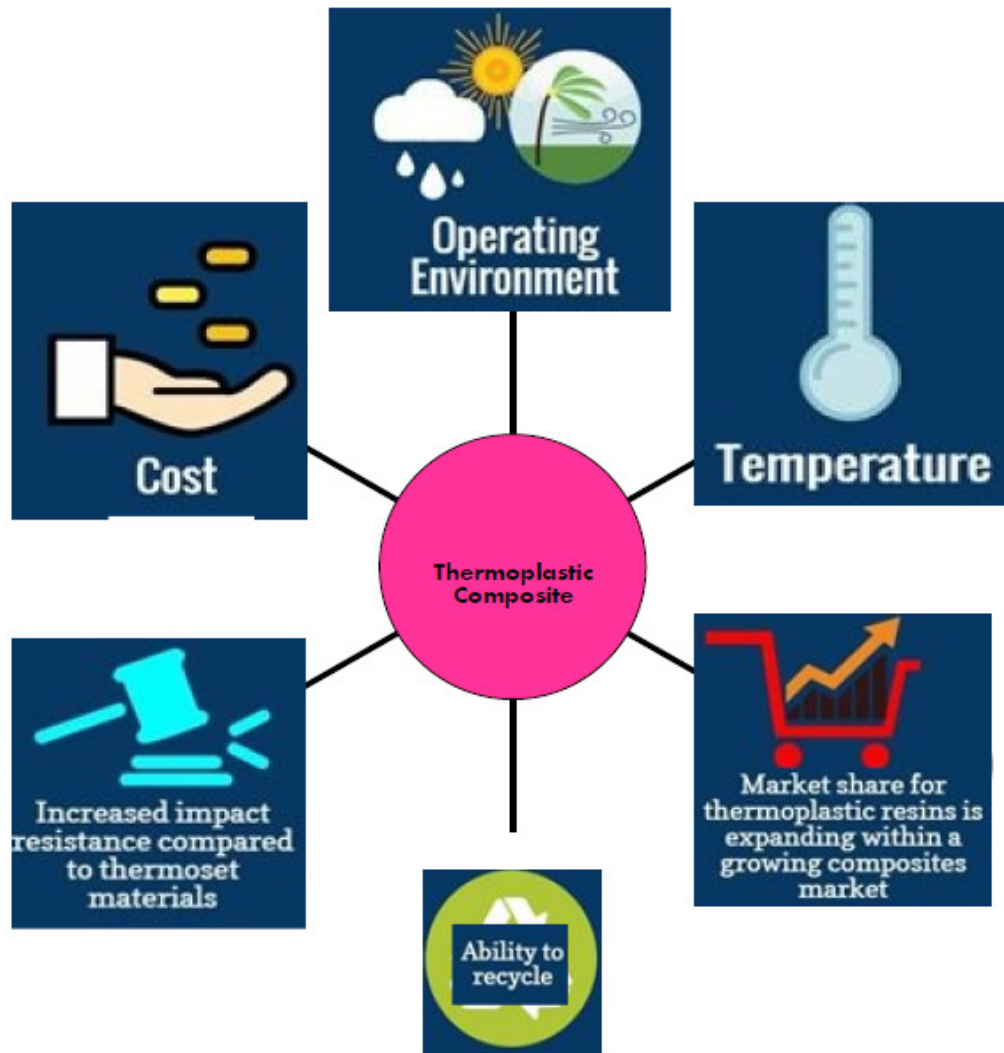 Operating
Environment
Cost
Temperature
Thermoplastic
Composite
Increased impact
resistance compared
to thermoset
materials
Market share for
thermoplastic resins is
expanding within a
growing composites
market
Ability to
recycle